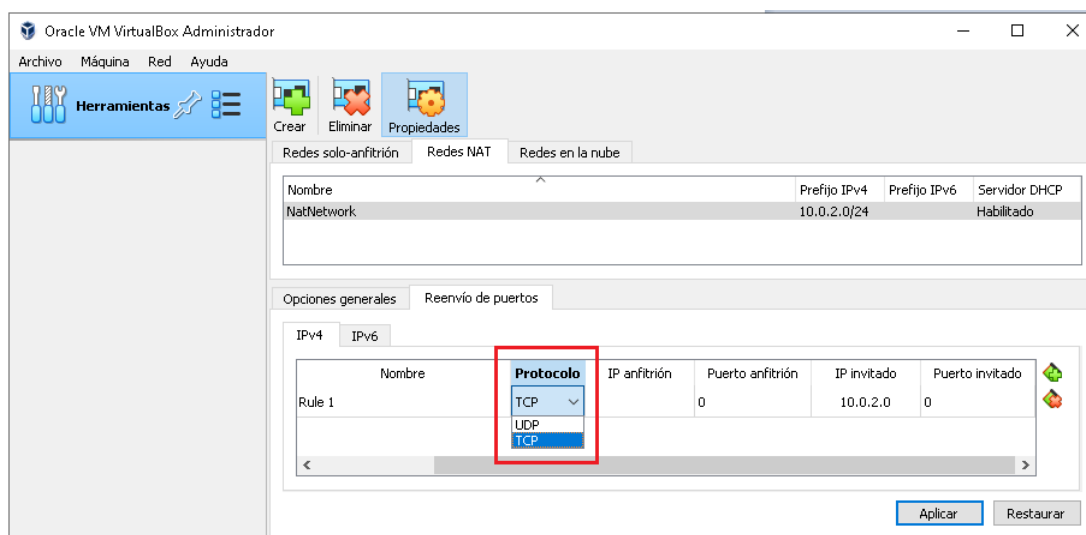 Oracle VM VirtualBox Administrador
Archivo Máquina Red Ayuda
Herramientas
Crear Eliminar Propiedades
Redes solo-anfitrión Redes NAT Redes en la nube
Nombre Prefijo IPv4 Prefijo IPv6 Servidor DHCP
NatNetwork 10.0.2.0/24 Habilitado
Opciones generales Reenvío de puertos
IPv4 IPv6
Nombre Protocolo IP anfitrión Puerto anfitrión IP invitado Puerto invitado
Rule 1 TCP 0 10.0.2.0 0
UDP
TCP
Aplicar Restaurar